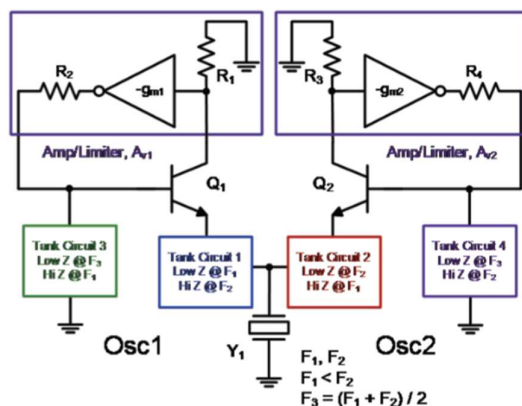 R2
-gm1
R1
R3
-gm2
R4
Amp/Limiter, Av1
Amp/Limiter, Av2
Q1
Q2
Tank Circuit 3
Low Z @ F3
Hi Z @ F1
Tank Circuit 1
Low Z @ F1
Hi Z @ F2
Tank Circuit 2
Low Z @ F2
Hi Z @ F1
Tank Circuit 4
Low Z @ F3
Hi Z @ F2
Osc1
Y1
Osc2
F1, F2
F1 < F2
F3 = (F1 + F2) / 2